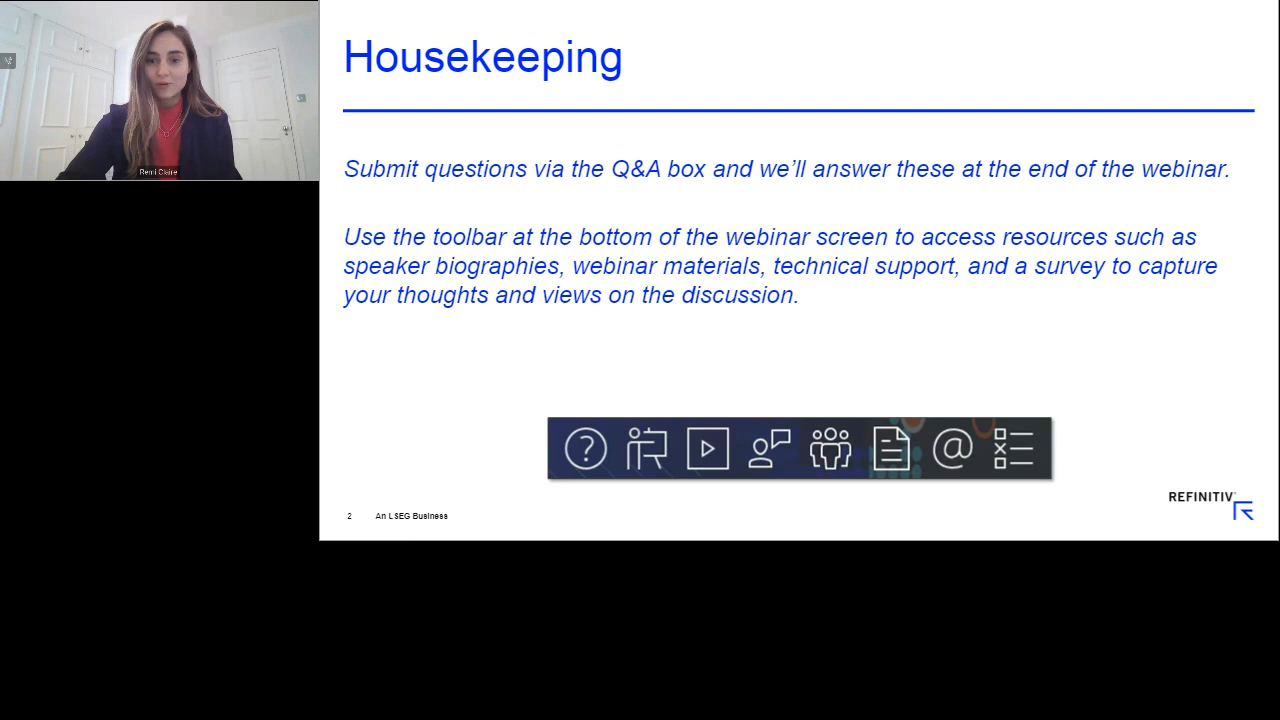 Housekeeping
Submit questions via the Q&A box and we’ll answer these at the end of the webinar.
Use the toolbar at the bottom of the webinar screen to access resources such as
speaker biographies, webinar materials, technical support, and a survey to capture
your thoughts and views on the discussion.
Remi Claire
2 An LSEG Business
REFINITIV